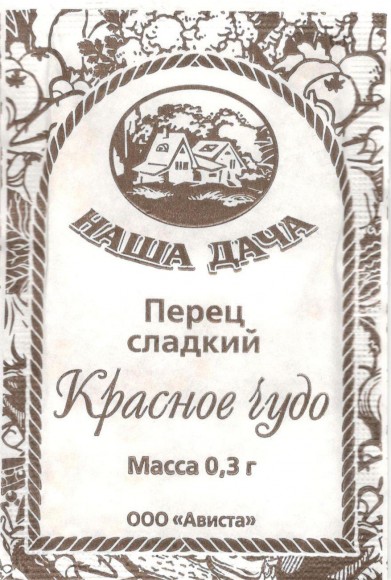 НАША ДАЧА
Перец
сладкий
Красное чудо
Масса 0,3 г
ООО «Ависта»